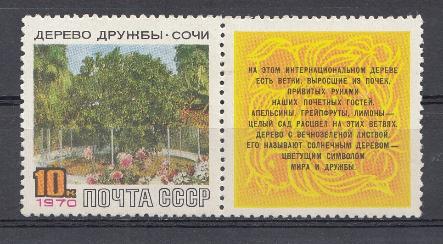 ДЕРЕВО ДРУЖБЫ·СОЧИ
10к
1970
ПОЧТА СССР
НА ЭТОМ ИНТЕРНАЦИОНАЛЬНОМ ДЕРЕВЕ
ЕСТЬ ВЕТКИ, ВЫРОСШИЕ ИЗ ПОЧЕК,
ПРИВИТЫХ РУКАМИ
НАШИХ ПОЧЕТНЫХ ГОСТЕЙ.
АПЕЛЬСИНЫ, ГРЕЙПФРУТЫ, ЛИМОНЫ—
ЦЕЛЫЙ САД РАСЦВЕЛ НА ЭТИХ ВЕТВЯХ.
ДЕРЕВО С ВЕЧНОЗЕЛЕНОЙ ЛИСТВОЙ,
ЕГО НАЗЫВАЮТ СОЛНЕЧНЫМ ДЕРЕВОМ—
ЦВЕТУЩИМ СИМВОЛОМ
МИРА И ДРУЖБЫ.